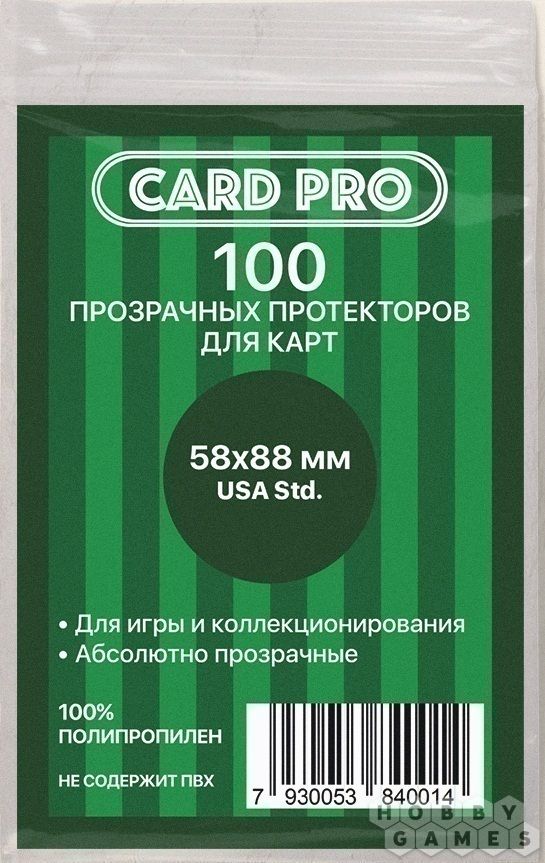 CARD PRO
100
ПРОЗРАЧНЫХ ПРОТЕКТОРОВ
ДЛЯ КАРТ
58x88 мм
USA Std.
• Для игры и коллекционирования
• Абсолютно прозрачные
100%
ПОЛИПРОПИЛЕН
НЕ СОДЕРЖИТ ПВХ
7 930053 840014
HOBBY
GAMES